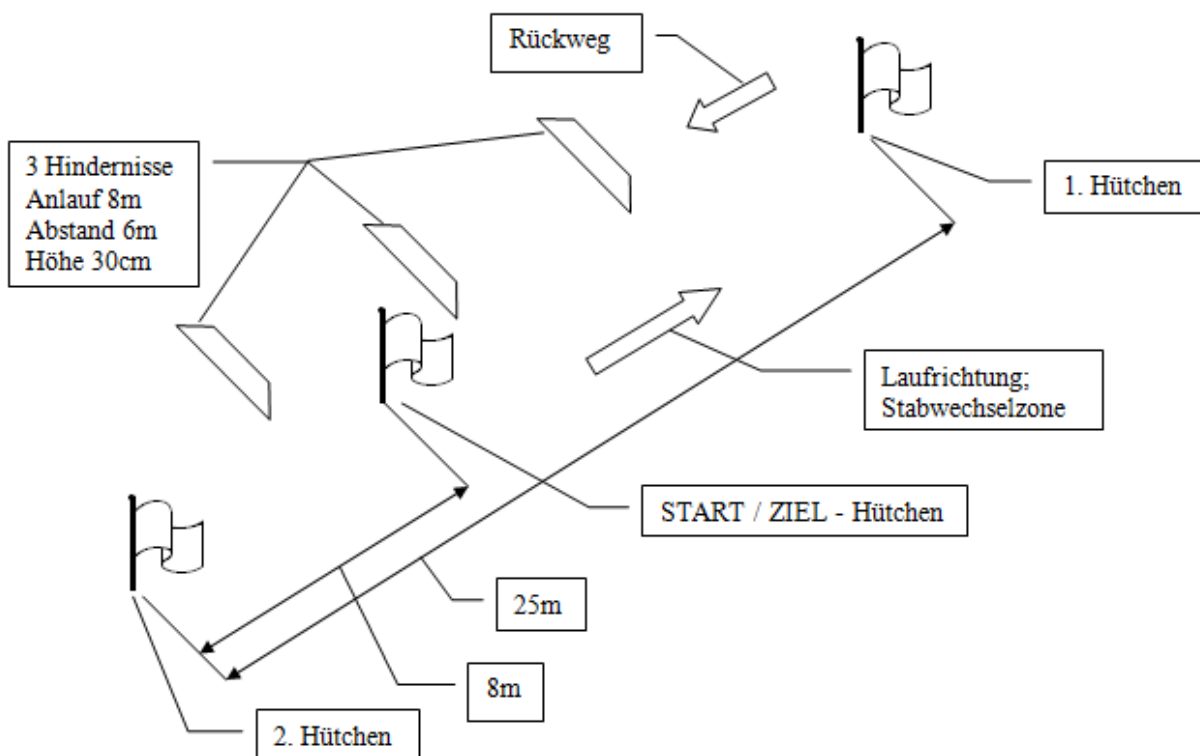 Rückweg
3 Hindernisse
Anlauf 8m
Abstand 6m
Höhe 30cm
1. Hütchen
Laufrichtung;
Stabwechselzone
START / ZIEL - Hütchen
25m
8m
2. Hütchen